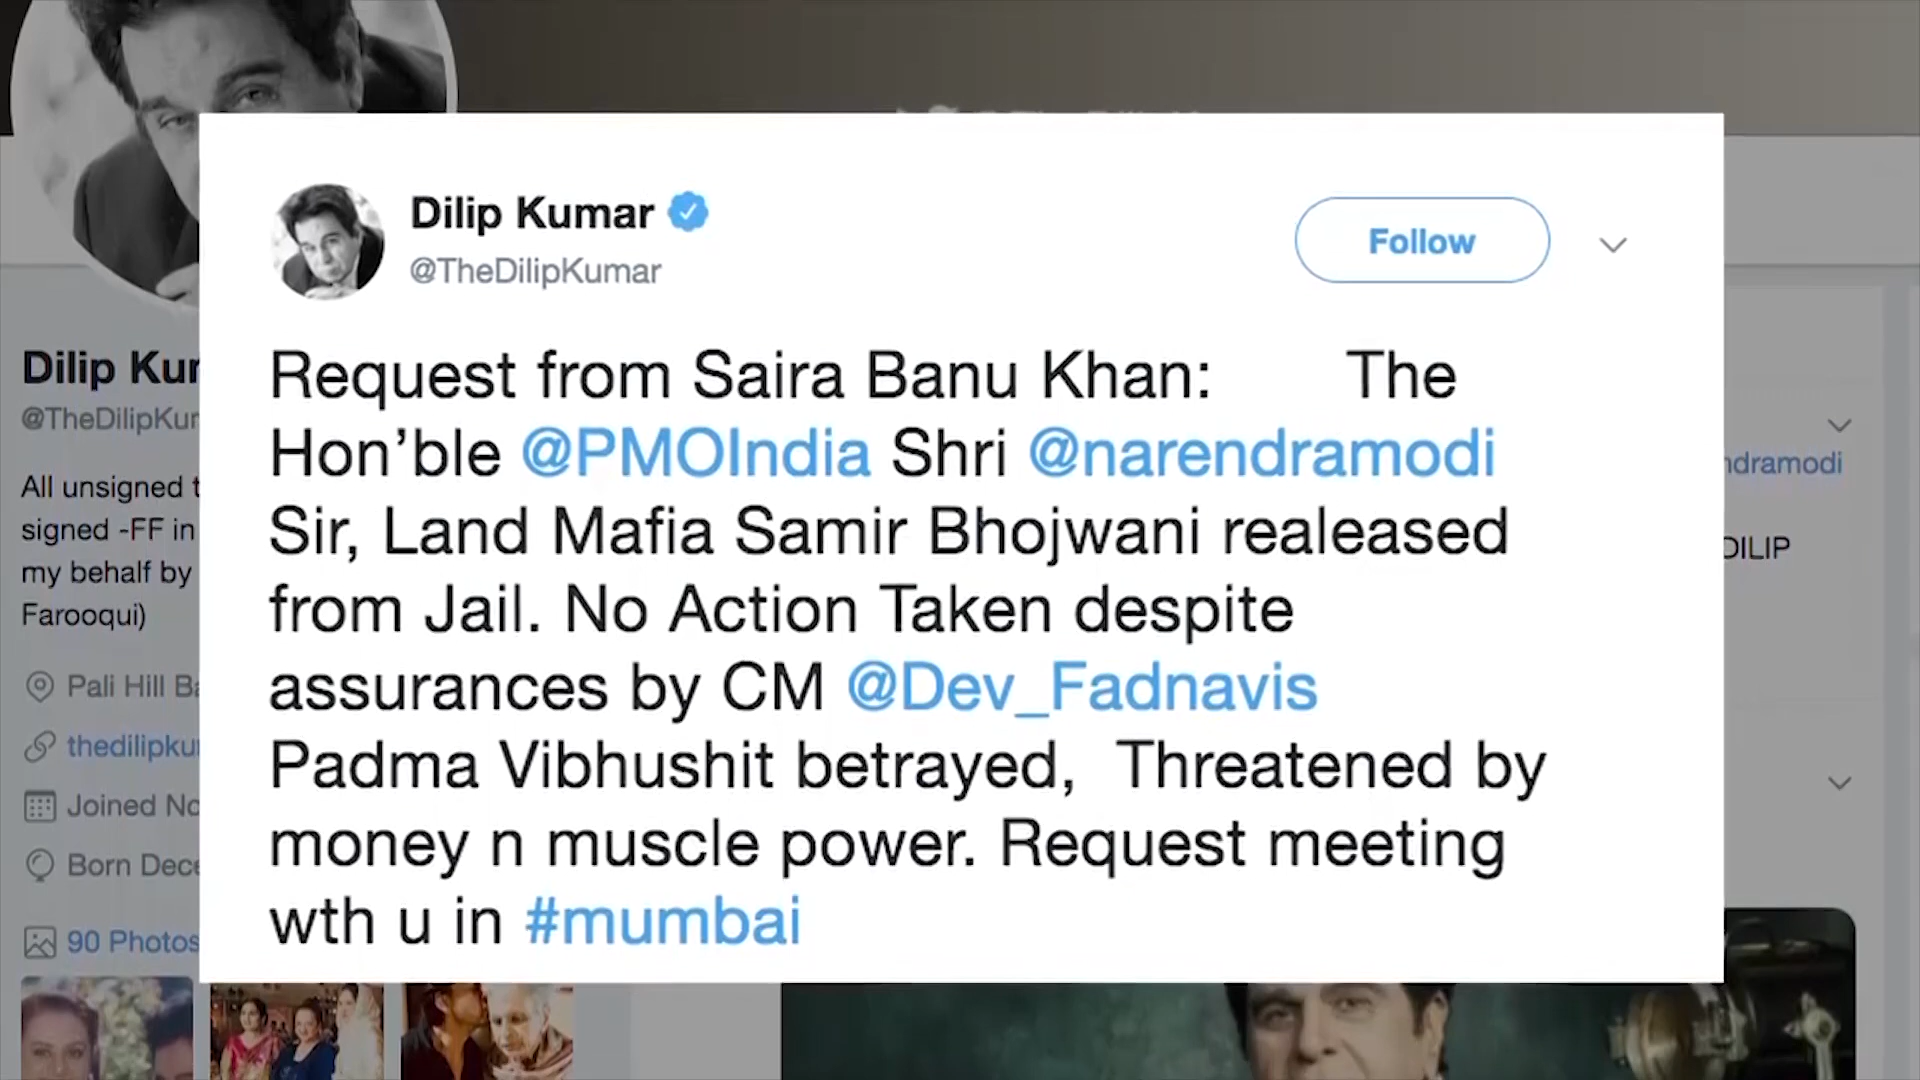 Dilip Kumar
@TheDilipKumar
Follow
Request from Saira Banu Khan: The
Hon’ble @PMOIndia Shri @narendramodi
Sir, Land Mafia Samir Bhojwani realeased
from Jail. No Action Taken despite
assurances by CM @Dev_Fadnavis
Padma Vibhushit betrayed, Threatened by
money n muscle power. Request meeting
wth u in #mumbai
Dilip Kur
@TheDilipKur
All unsigned t
signed -FF in
my behalf by
Farooqui)
Pali Hill Ba
thedilipku
Joined No
Born Dece
90 Photos
ndramodi
DILIP